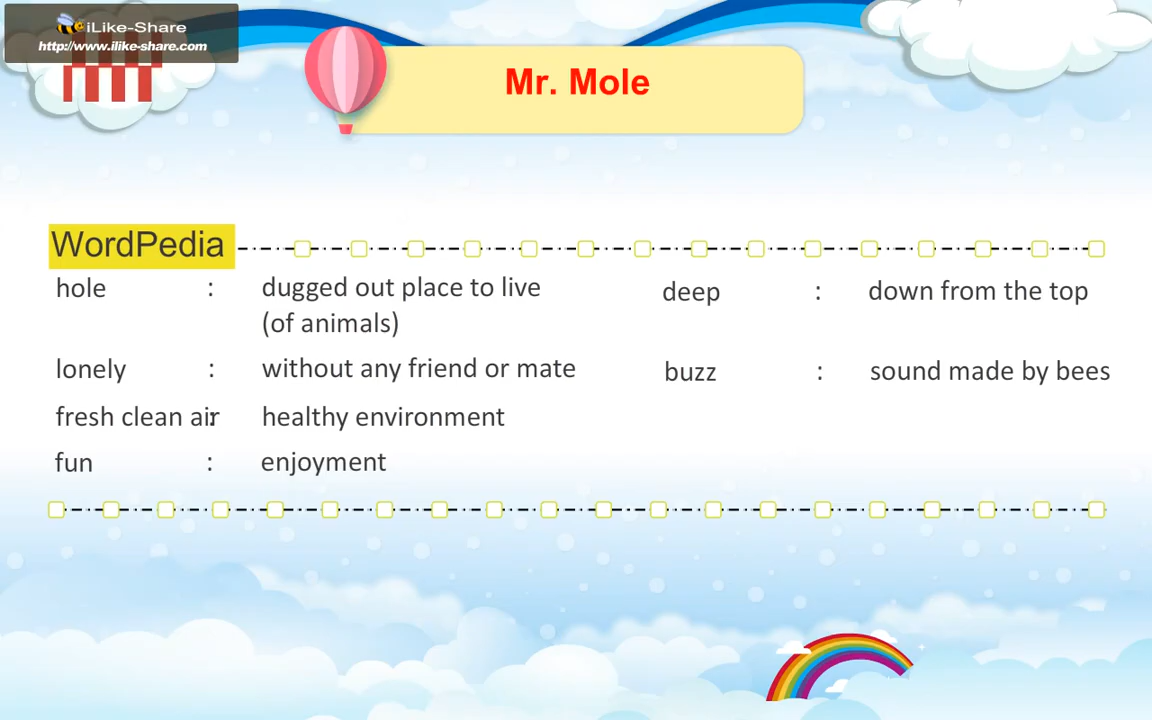 iLike-Share
http://www.ilike-share.com
Mr. Mole
WordPedia
hole : dugged out place to live
(of animals)
lonely : without any friend or mate
fresh clean air : healthy environment
fun : enjoyment
deep : down from the top
buzz : sound made by bees